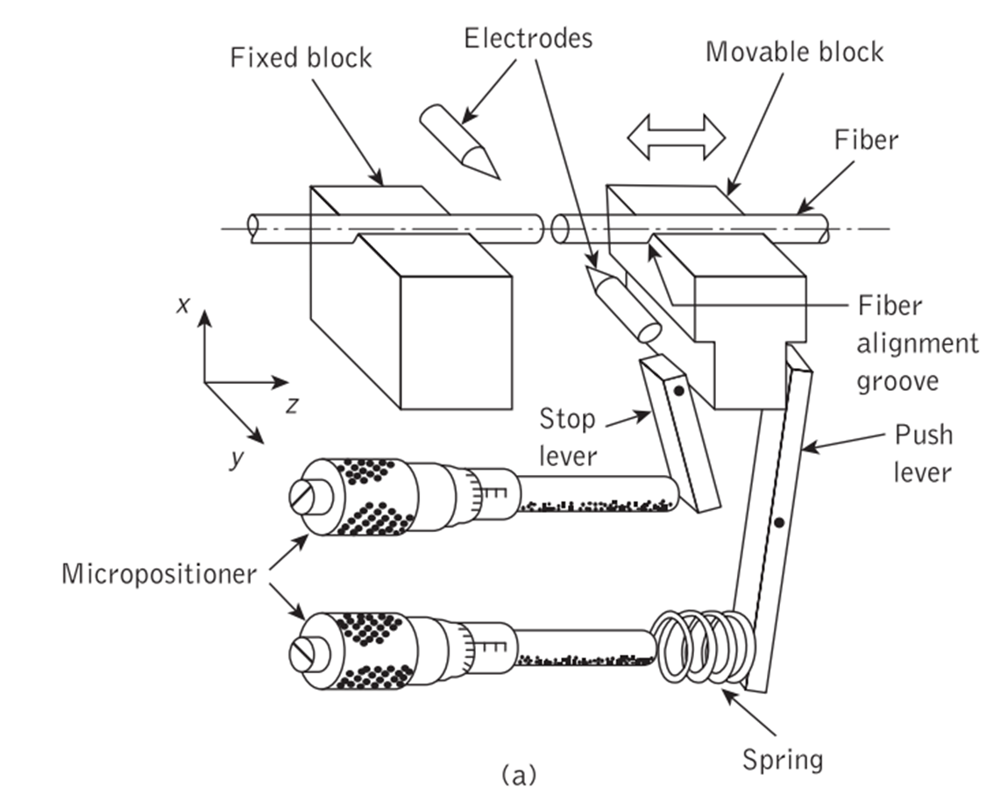 Electrodes
Fixed block
Movable block
Fiber
x
z
y
Fiber
alignment
groove
Stop
lever
Push
lever
Micropositioner
Spring
(a)